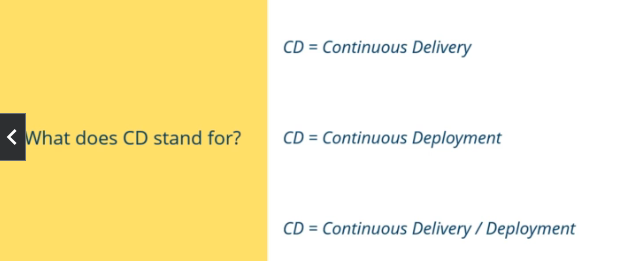 CD = Continuous Delivery
What does CD stand for?
CD = Continuous Deployment
CD = Continuous Delivery / Deployment